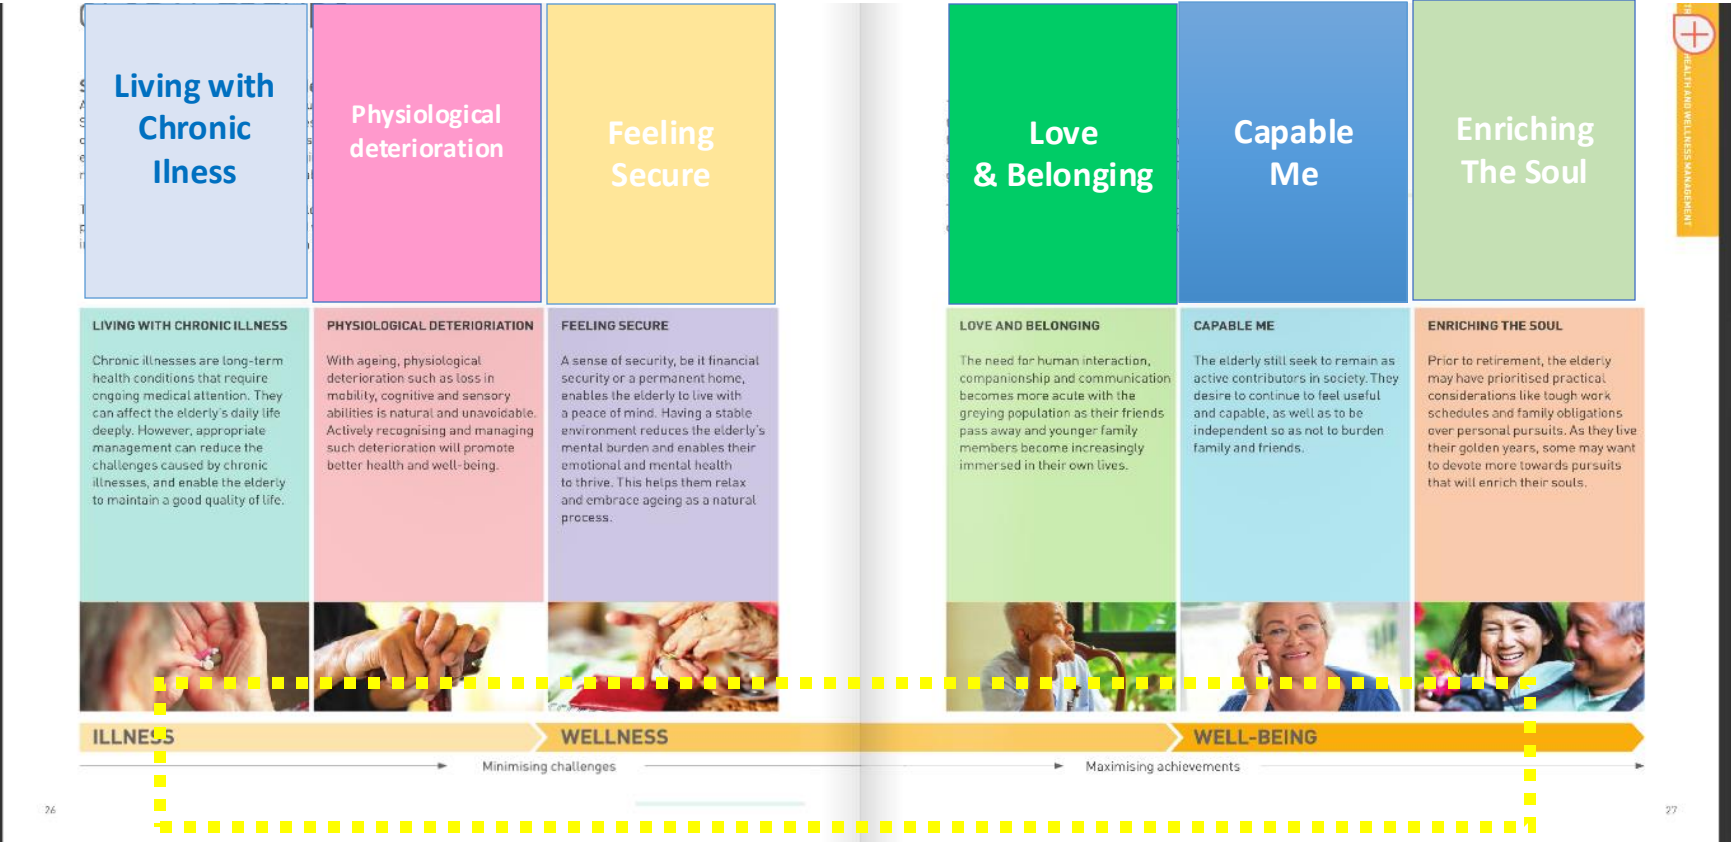 Living with
Chronic
Ilness
Physiological
deterioration
Feeling
Secure
Love
& Belonging
Capable
Me
Enriching
The Soul
HEALTH AND WELLNESS MANAGEMENT
LIVING WITH CHRONIC ILLNESS
Chronic illnesses are long-term
health conditions that require
ongoing medical attention. They
can affect the elderly's daily life
deeply. However, appropriate
management can reduce the
challenges caused by chronic
illnesses, and enable the elderly
to maintain a good quality of life.
PHYSIOLOGICAL DETERIORIATION
With ageing, physiological
deterioration such as loss in
mobility, cognitive and sensory
abilities is natural and unavoidable.
Actively recognising and managing
such deterioration will promote
better health and well-being.
FEELING SECURE
A sense of security, be it financial
security or a permanent home,
enables the elderly to live with
a peace of mind. Having a stable
environment reduces the elderly's
mental burden and enables their
emotional and mental health
to thrive. This helps them relax
and embrace ageing as a natural
process.
LOVE AND BELONGING
The need for human interaction,
companionship and communication
becomes more acute with the
greying population as their friends
pass away and younger family
members become increasingly
immersed in their own lives.
CAPABLE ME
The elderly still seek to remain as
active contributors in society. They
desire to continue to feel useful
and capable, as well as to be
independent so as not to burden
family and friends.
ENRICHING THE SOUL
Prior to retirement, the elderly
may have prioritised practical
considerations like tough work
schedules and family obligations
over personal pursuits. As they live
their golden years, some may want
to devote more towards pursuits
that will enrich their souls.
ILLNESS
WELLNESS
WELL-BEING
Minimising challenges
Maximising achievements
26
27